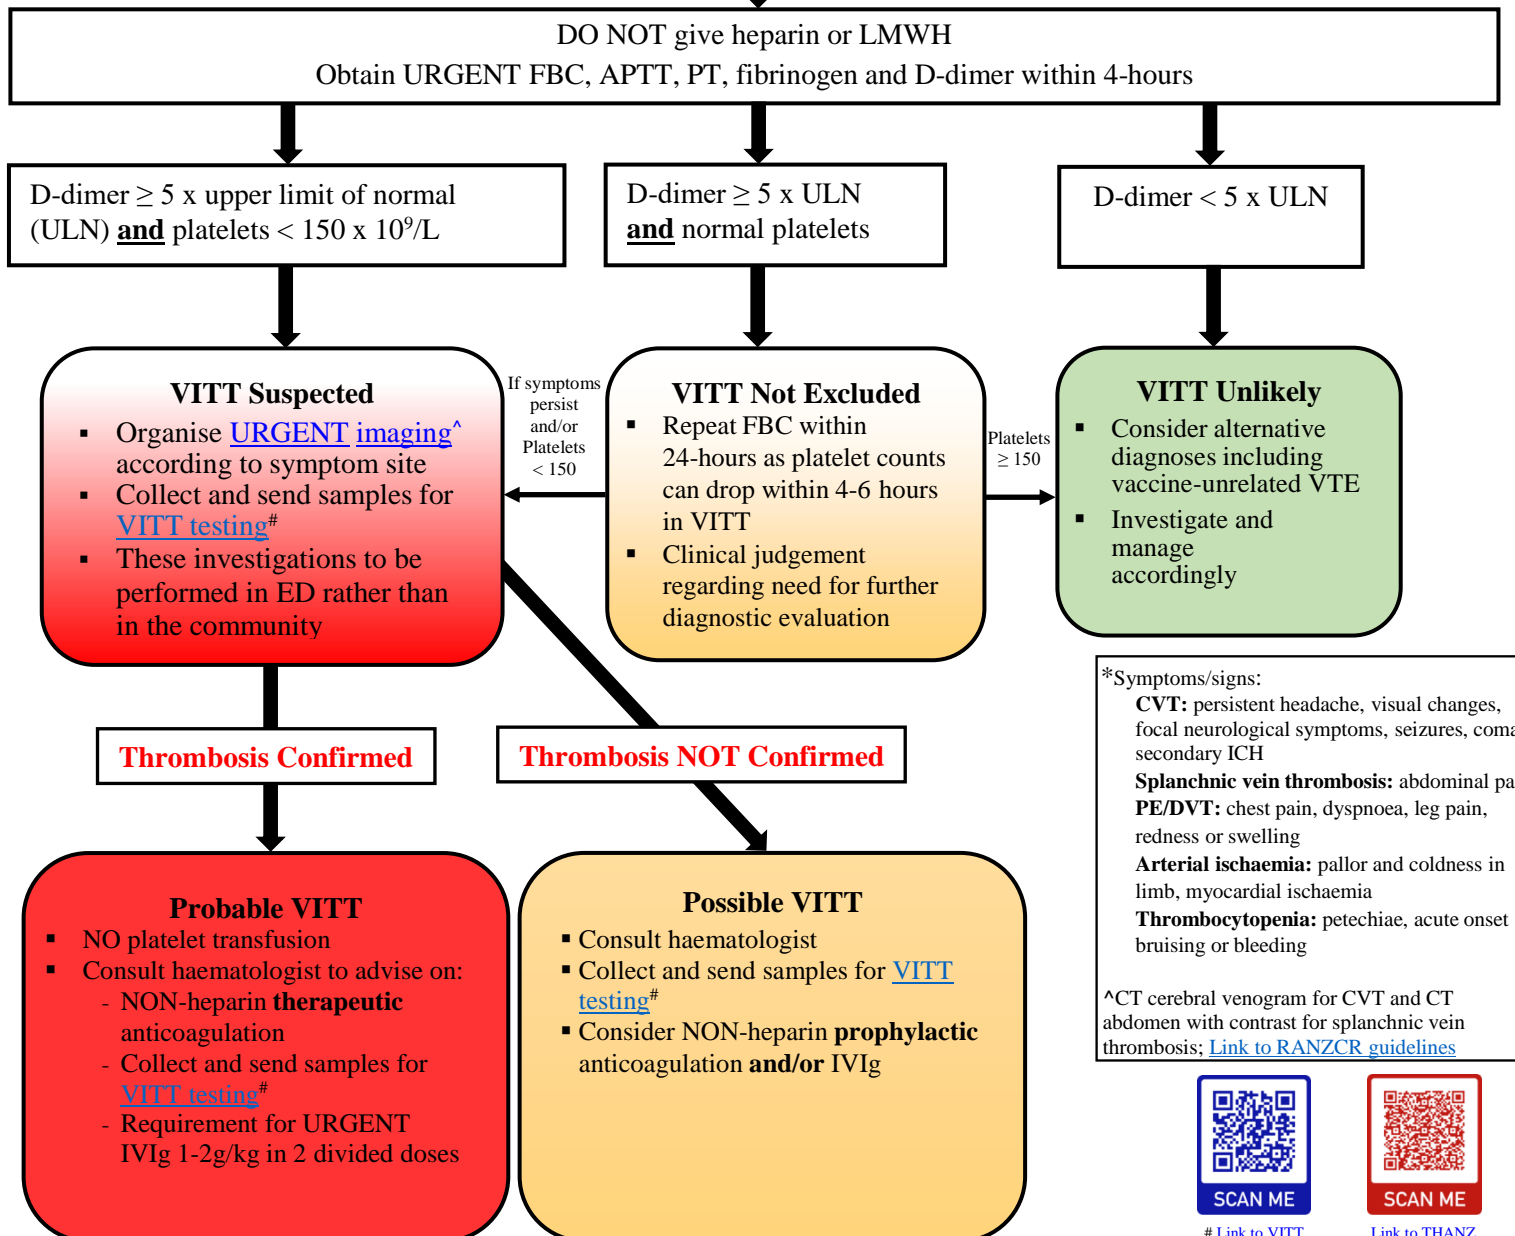 DO NOT give heparin or LMWH
Obtain URGENT FBC, APTT, PT, fibrinogen and D-dimer within 4-hours
D-dimer ≥ 5 x upper limit of normal
(ULN) and platelets < 150 x 10⁹/L
D-dimer ≥ 5 x ULN
and normal platelets
D-dimer < 5 x ULN
VITT Suspected
▪ Organise URGENT imaging^
according to symptom site
▪ Collect and send samples for
VITT testing#
▪ These investigations to be
performed in ED rather than
in the community
If symptoms
persist
and/or
Platelets
< 150
VITT Not Excluded
▪ Repeat FBC within
24-hours as platelet counts
can drop within 4-6 hours
in VITT
▪ Clinical judgement
regarding need for further
diagnostic evaluation
Platelets
≥ 150
VITT Unlikely
▪ Consider alternative
diagnoses including
vaccine-unrelated VTE
▪ Investigate and
manage
accordingly
Thrombosis Confirmed
Thrombosis NOT Confirmed
Probable VITT
▪ NO platelet transfusion
▪ Consult haematologist to advise on:
- NON-heparin therapeutic
anticoagulation
- Collect and send samples for
VITT testing#
- Requirement for URGENT
IVIg 1-2g/kg in 2 divided doses
Possible VITT
▪ Consult haematologist
▪ Collect and send samples for VITT
testing#
▪ Consider NON-heparin prophylactic
anticoagulation and/or IVIg
*Symptoms/signs:
CVT: persistent headache, visual changes,
focal neurological symptoms, seizures, coma
secondary ICH
Splanchnic vein thrombosis: abdominal pa
PE/DVT: chest pain, dyspnoea, leg pain,
redness or swelling
Arterial ischaemia: pallor and coldness in
limb, myocardial ischaemia
Thrombocytopenia: petechiae, acute onset
bruising or bleeding
^CT cerebral venogram for CVT and CT
abdomen with contrast for splanchnic vein
thrombosis; Link to RANZCR guidelines
SCAN ME
SCAN ME
# Link to VITT
Link to THANZ